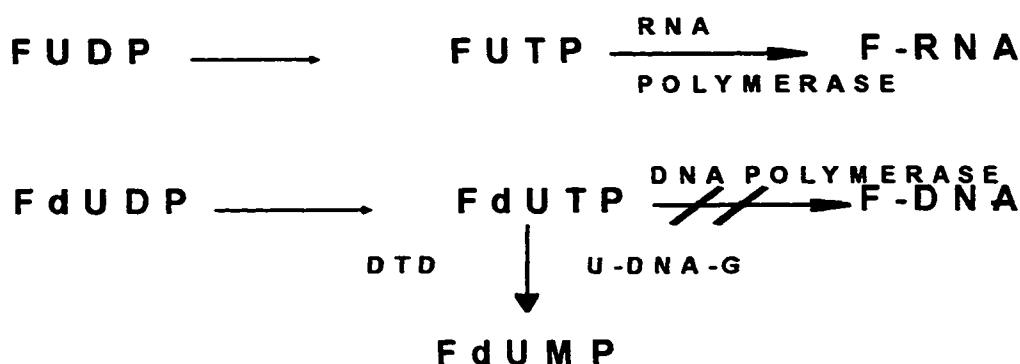 RNA
FUDP FUTP F-RNA
POLYMERASE
DNA POLYMERASE
FdUDP FdUTP F-DNA
DTD U-DNA-G
FdUMP